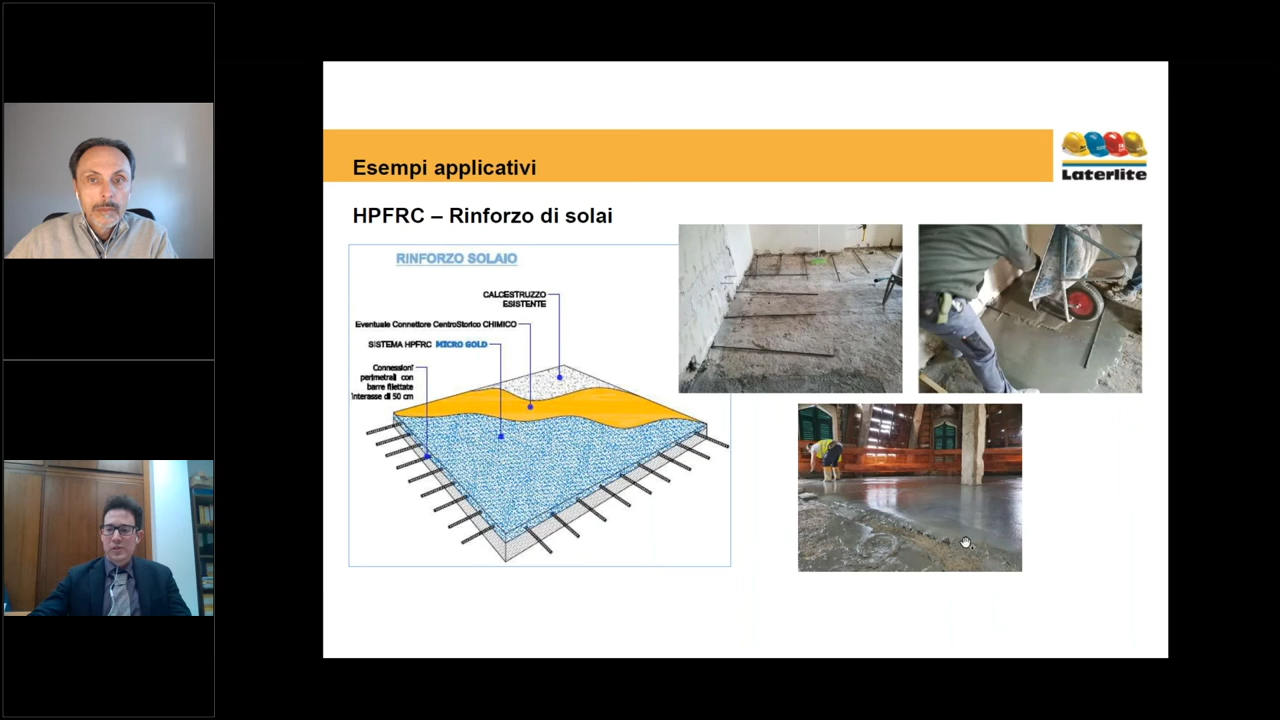 Esempi applicativi
Laterlite
HPFRC – Rinforzo di solai
RINFORZO SOLAIO
CALCESTRUZZO
ESISTENTE
Eventuale Connettore CentroStorico CHIMICO
SISTEMA HPFRC MICRO GOLD
Connessioni
perimetrali con
barre filettate
interasse di 50 cm